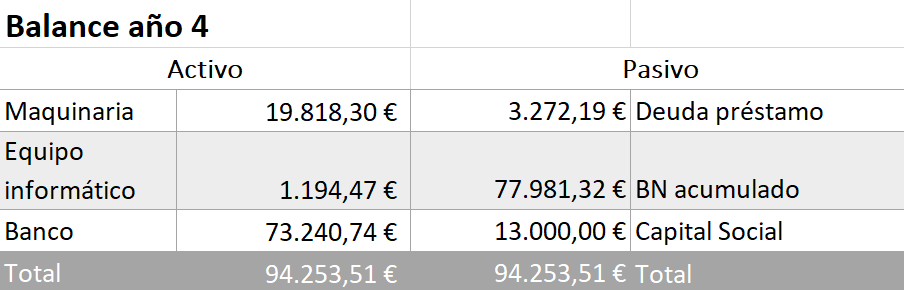 Balance año 4
Activo Pasivo
Maquinaria 19.818,30 € 3.272,19 € Deuda préstamo
Equipo
informático 1.194,47 € 77.981,32 € BN acumulado
Banco 73.240,74 € 13.000,00 € Capital Social
Total 94.253,51 € 94.253,51 € Total